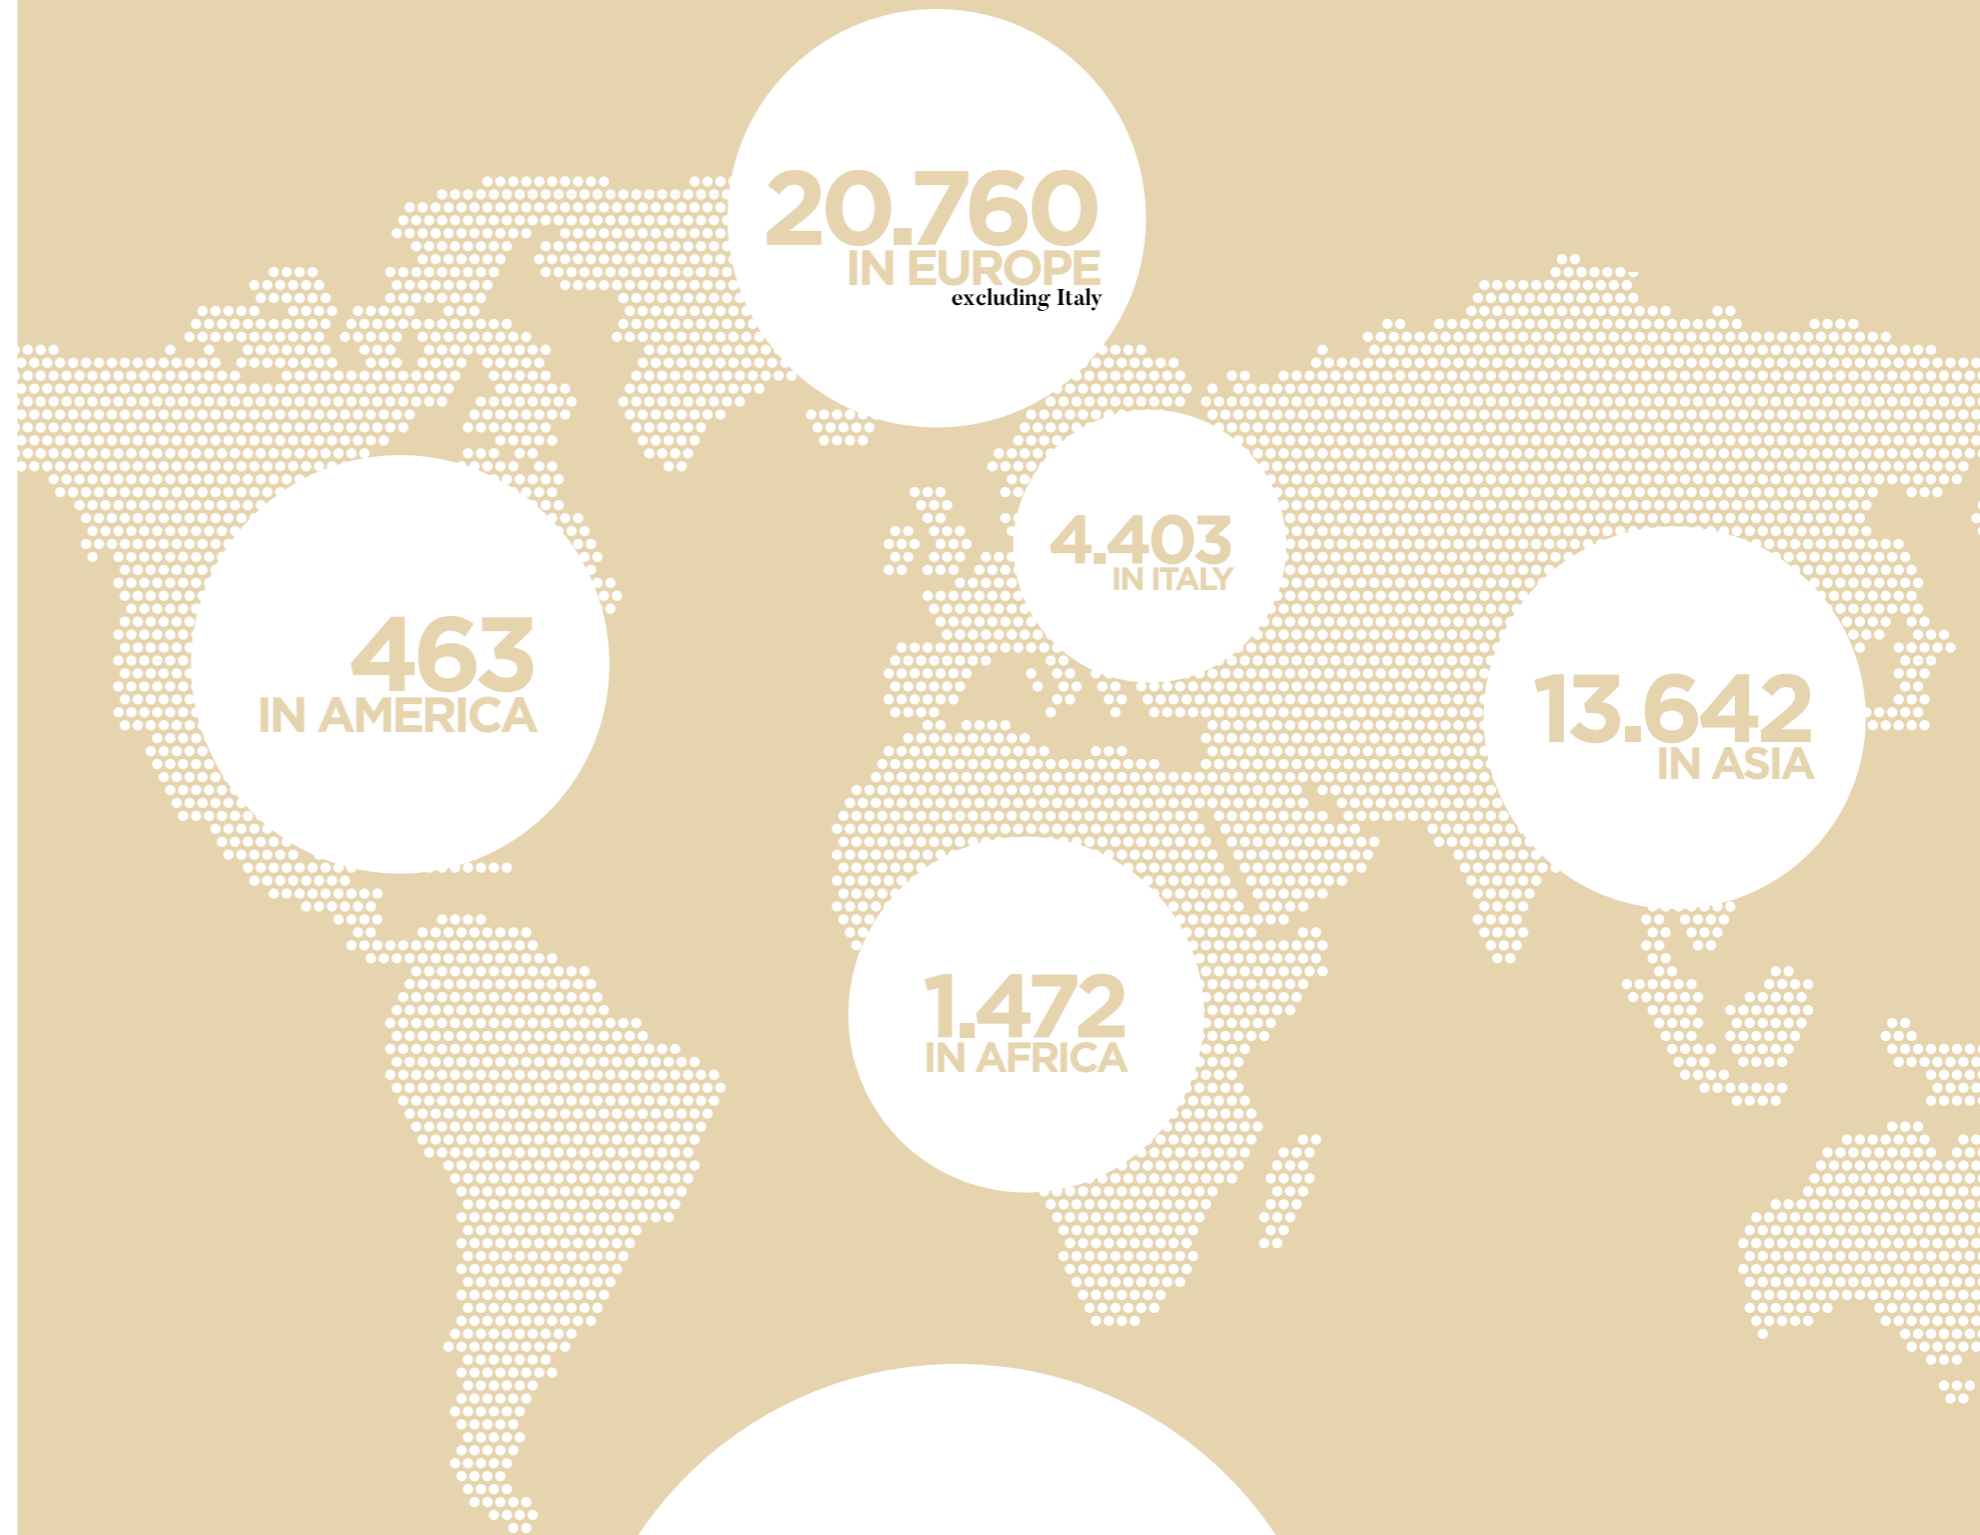 20.760
IN EUROPE
excluding Italy
4.403
IN ITALY
463
IN AMERICA
13.642
IN ASIA
1.472
IN AFRICA